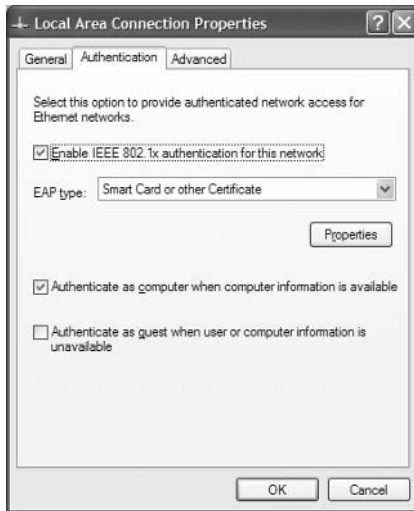 Local Area Connection Properties
General Authentication Advanced
Select this option to provide authenticated network access for
Ethernet networks.
Enable IEEE 802.1x authentication for this network
EAP type: Smart Card or other Certificate
Properties
Authenticate as computer when computer information is available
Authenticate as guest when user or computer information is
unavailable
OK Cancel